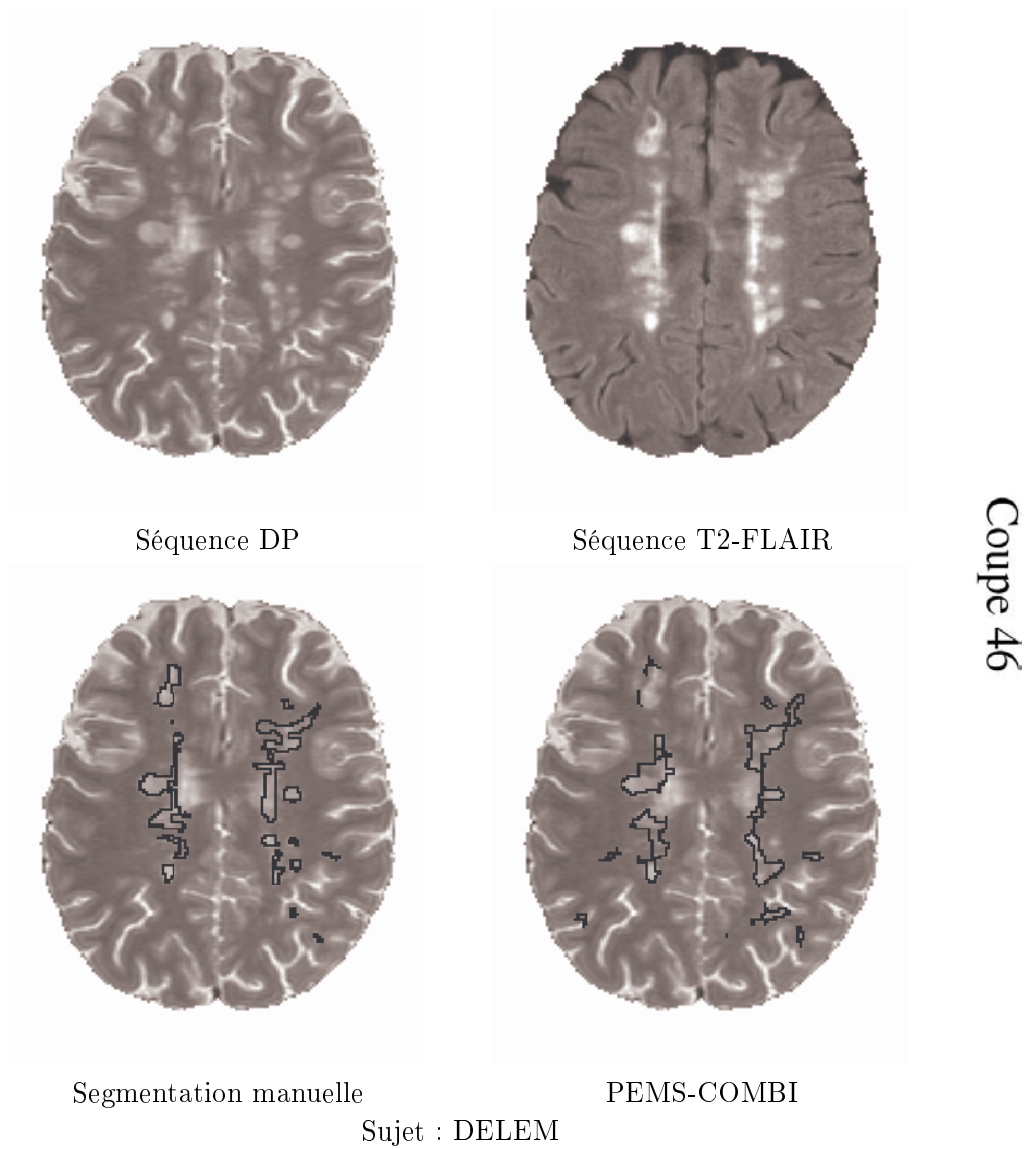 Séquence DP
Séquence T2-FLAIR
Coupe 46
Segmentation manuelle
PEMS-COMBI
Sujet : DELEM